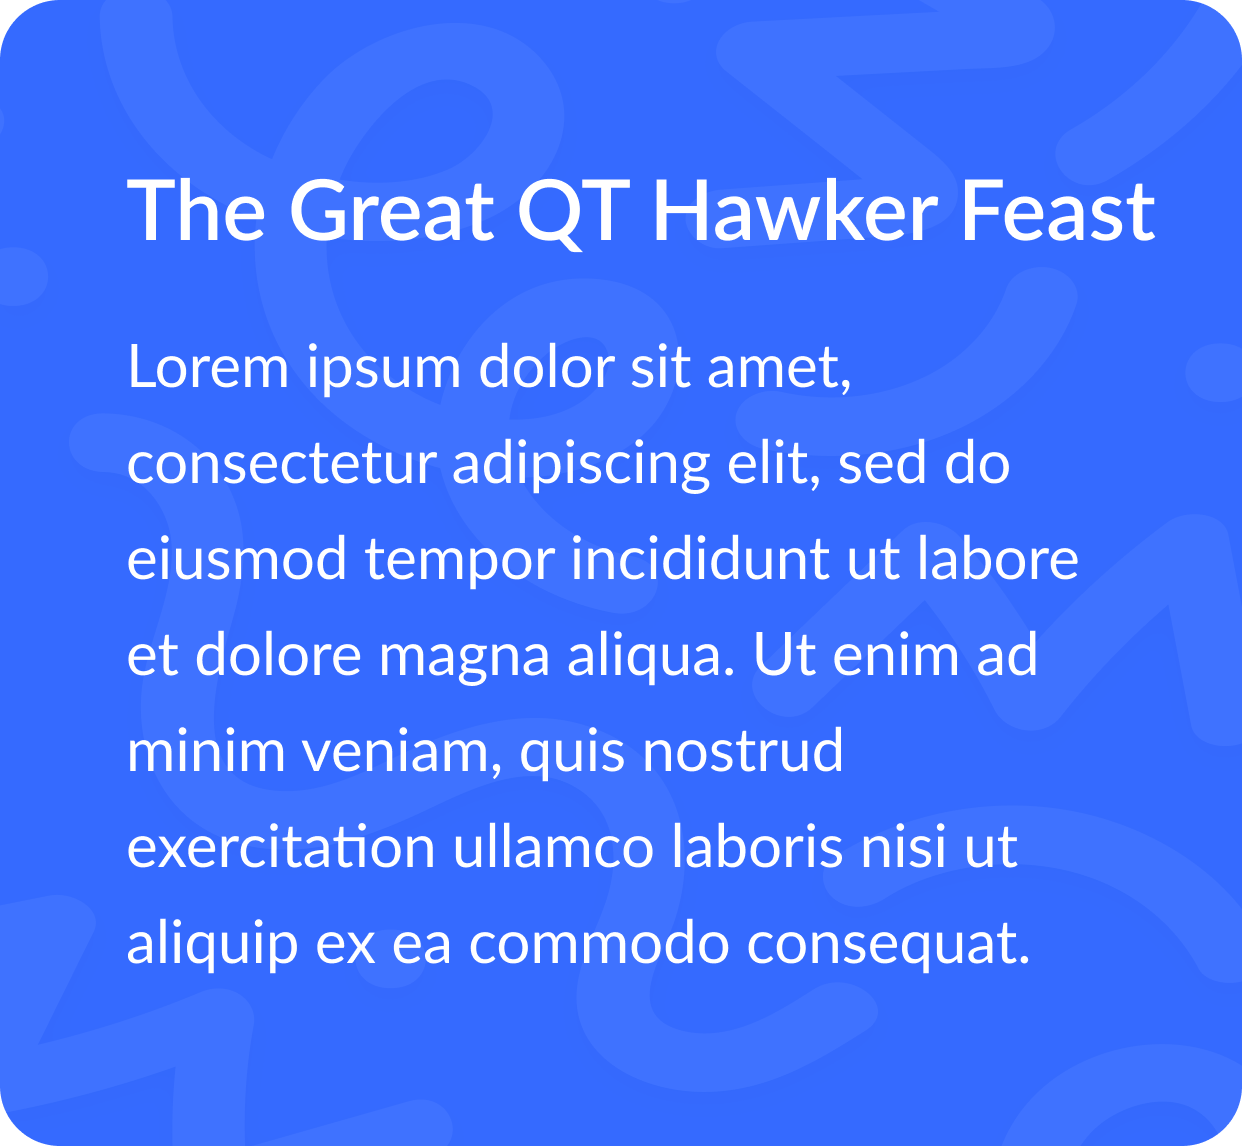 The Great QT Hawker Feast
Lorem ipsum dolor sit amet,
consectetur adipiscing elit, sed do
eiusmod tempor incididunt ut labore
et dolore magna aliqua. Ut enim ad
minim veniam, quis nostrud
exercitation ullamco laboris nisi ut
aliquip ex ea commodo consequat.